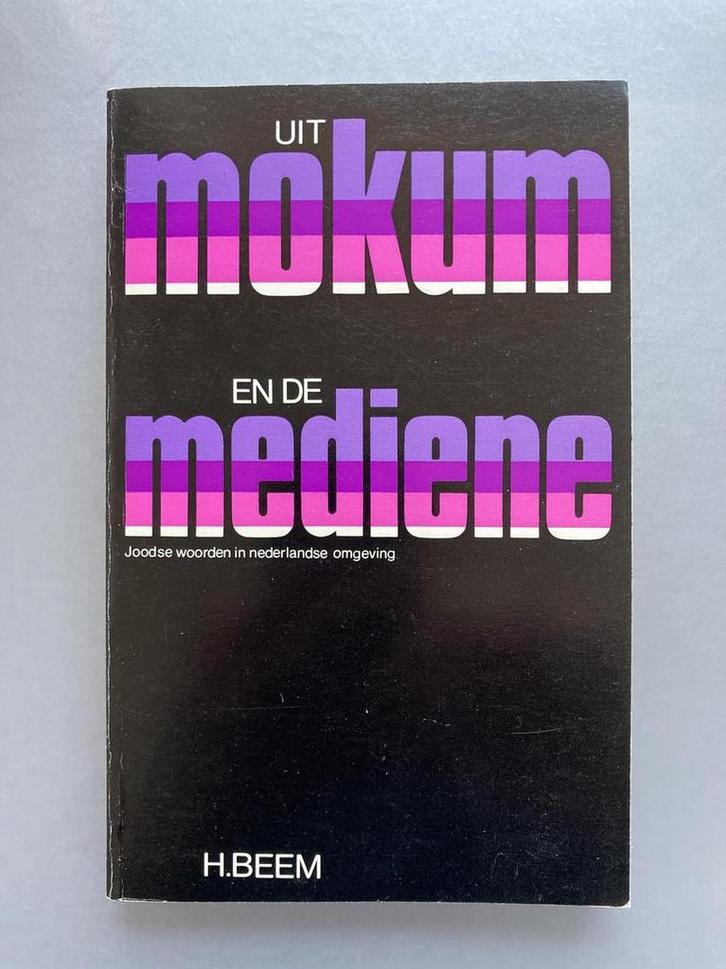 UIT
mokum
EN DE
mediene
Joodse woorden in nederlandse omgeving
H.BEEM